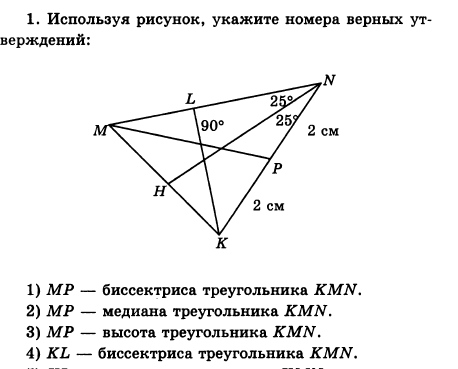 1. Используя рисунок, укажите номера верных ут-
верждений:
N
L
25°
25°
M
90°
2 см
P
H
2 см
K
1) MP — биссектриса треугольника KMN.
2) MP — медиана треугольника KMN.
3) MP — высота треугольника KMN.
4) KL — биссектриса треугольника KMN.